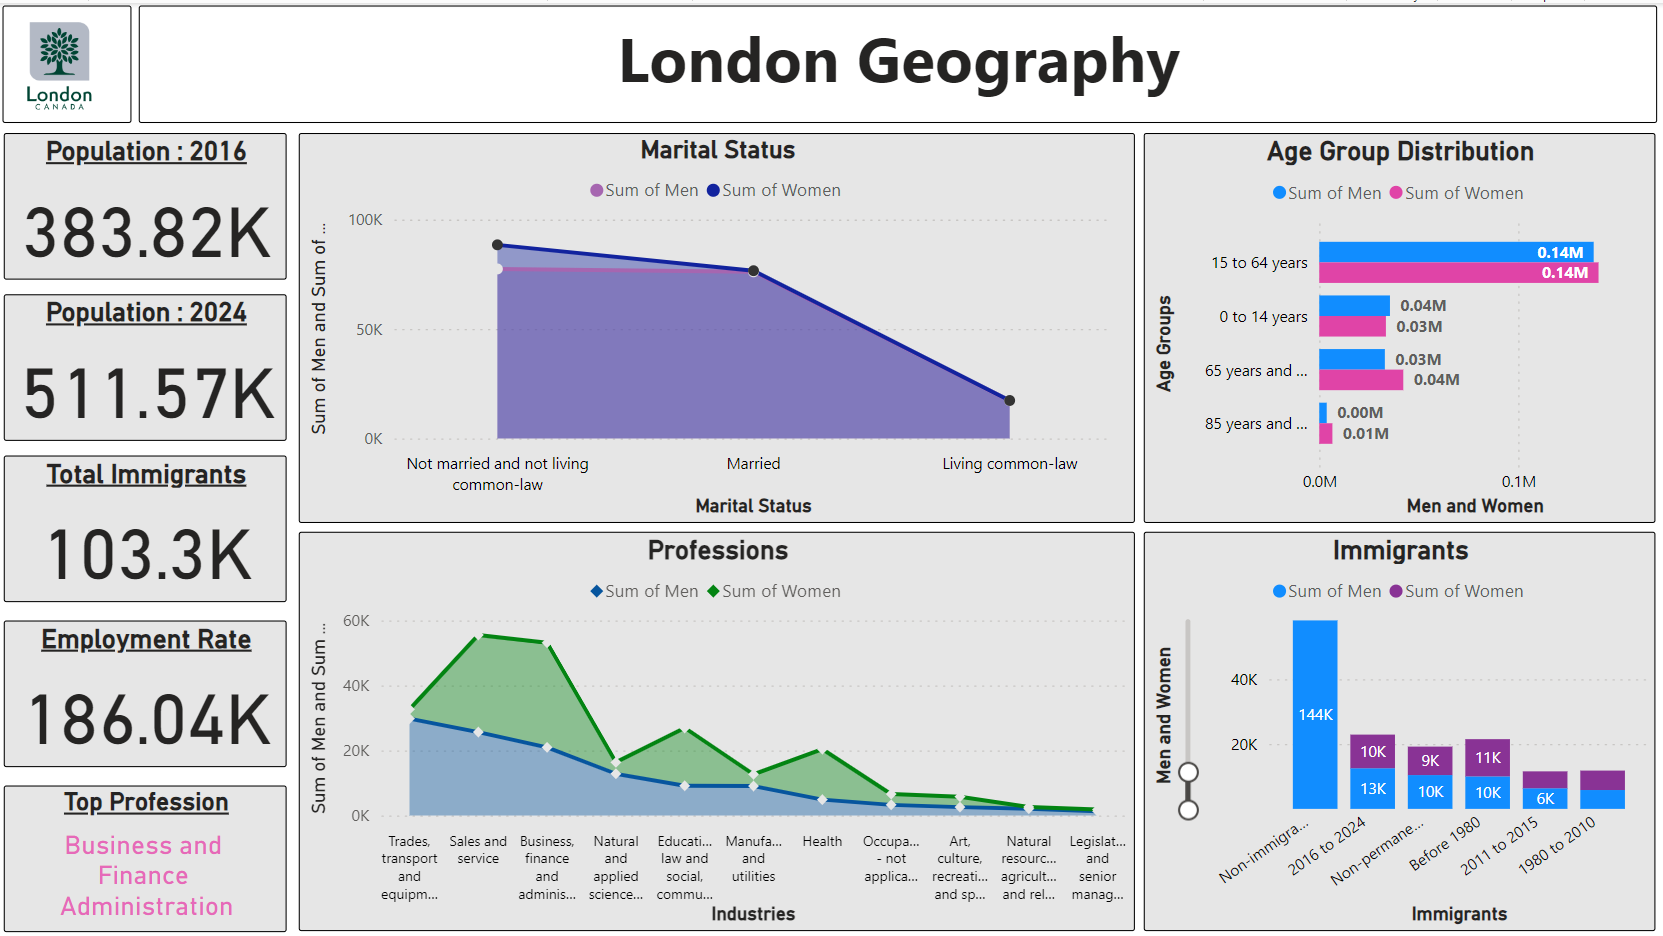 London
CANADA
London Geography
Population : 2016
383.82K
Population : 2024
511.57K
Total Immigrants
103.3K
Employment Rate
186.04K
Top Profession
Business and
Finance
Administration
Marital Status
Sum of Men Sum of Women
Sum of Men and Sum of ...
100K
50K
0K
Not married and not living
common-law
Married
Living common-law
Marital Status
Age Group Distribution
Sum of Men Sum of Women
Age Groups
15 to 64 years
0.14M
0.14M
0 to 14 years
0.04M
0.03M
65 years and ...
0.03M
0.04M
85 years and ...
0.00M
0.01M
0.0M 0.1M
Men and Women
Professions
Sum of Men Sum of Women
Sum of Men and Sum ...
60K
40K
20K
0K
Trades,
transport
and
equipm...
Sales and
service
Business,
finance
and
adminis...
Natural
and
applied
science...
Educati...
law and
social,
commu...
Manufa...
and
utilities
Health
Occupa...
- not
applica...
Art,
culture,
recreati...
and sp...
Natural
resourc...
agricult...
and rel...
Legislat...
and
senior
manag...
Industries
Immigrants
Sum of Men Sum of Women
Men and Women
40K
20K
144K
10K
13K
9K
10K
11K
10K
6K
Non-immigra...
2016 to 2024
Non-permane...
Before 1980
2011 to 2015
1980 to 2010
Immigrants